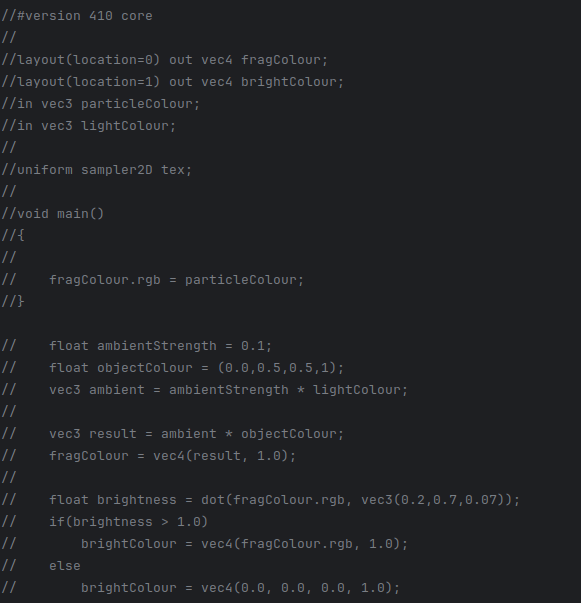 //#version 410 core
//
//layout(location=0) out vec4 fragColour;
//layout(location=1) out vec4 brightColour;
//in vec3 particleColour;
//in vec3 lightColour;
//
//uniform sampler2D tex;
//
//void main()
//{
//
//    fragColour.rgb = particleColour;
//}

//    float ambientStrength = 0.1;
//    float objectColour = (0.0,0.5,0.5,1);
//    vec3 ambient = ambientStrength * lightColour;
//
//    vec3 result = ambient * objectColour;
//    fragColour = vec4(result, 1.0);
//
//    float brightness = dot(fragColour.rgb, vec3(0.2,0.7,0.07));
//    if(brightness > 1.0)
//        brightColour = vec4(fragColour.rgb, 1.0);
//    else
//        brightColour = vec4(0.0, 0.0, 0.0, 1.0);